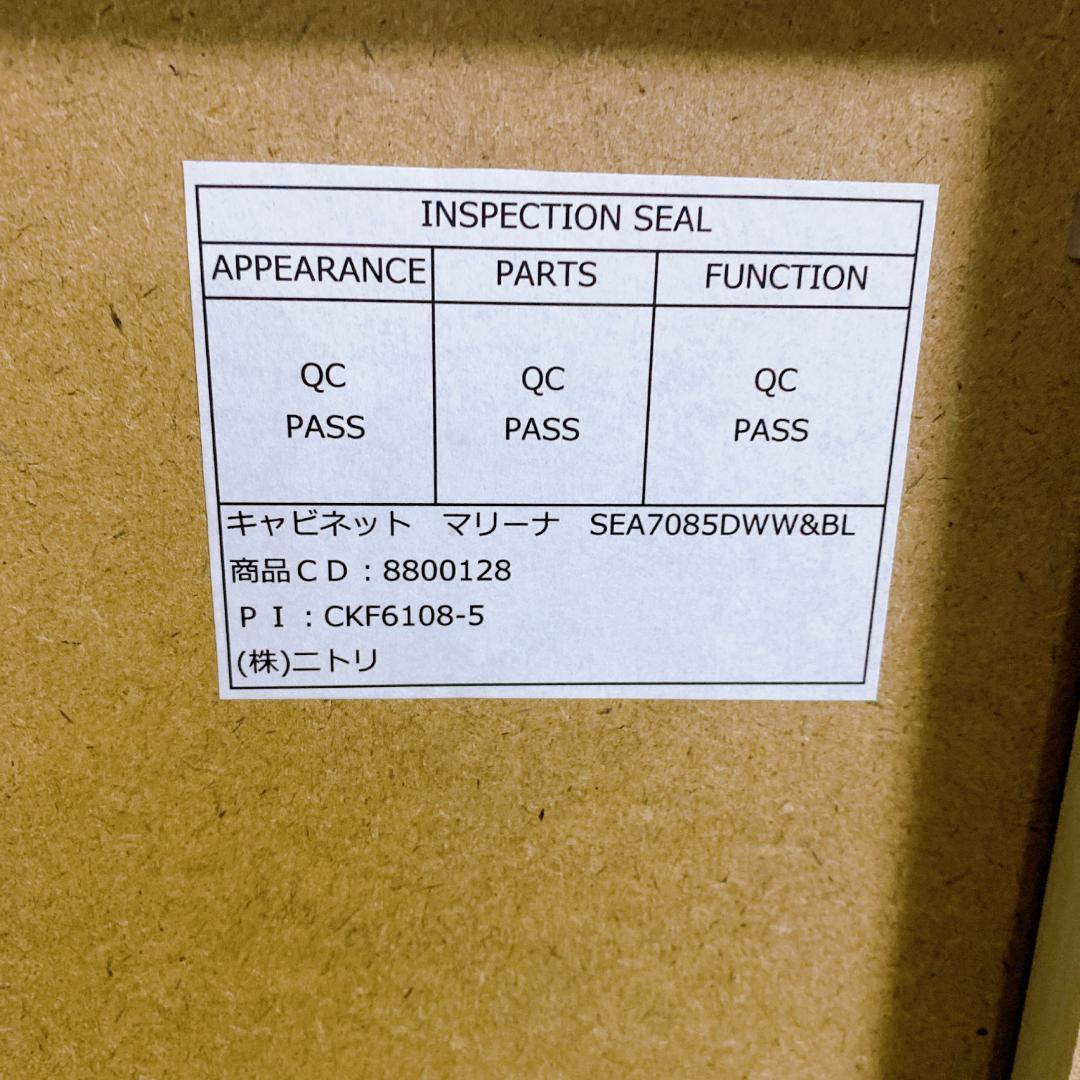 INSPECTION SEAL
APPEARANCE PARTS FUNCTION
QC QC QC
PASS PASS PASS
キャビネット　マリーナ　SEA7085DWW&BL
商品ＣＤ：8800128
ＰＩ：CKF6108-5
(株)ニトリ